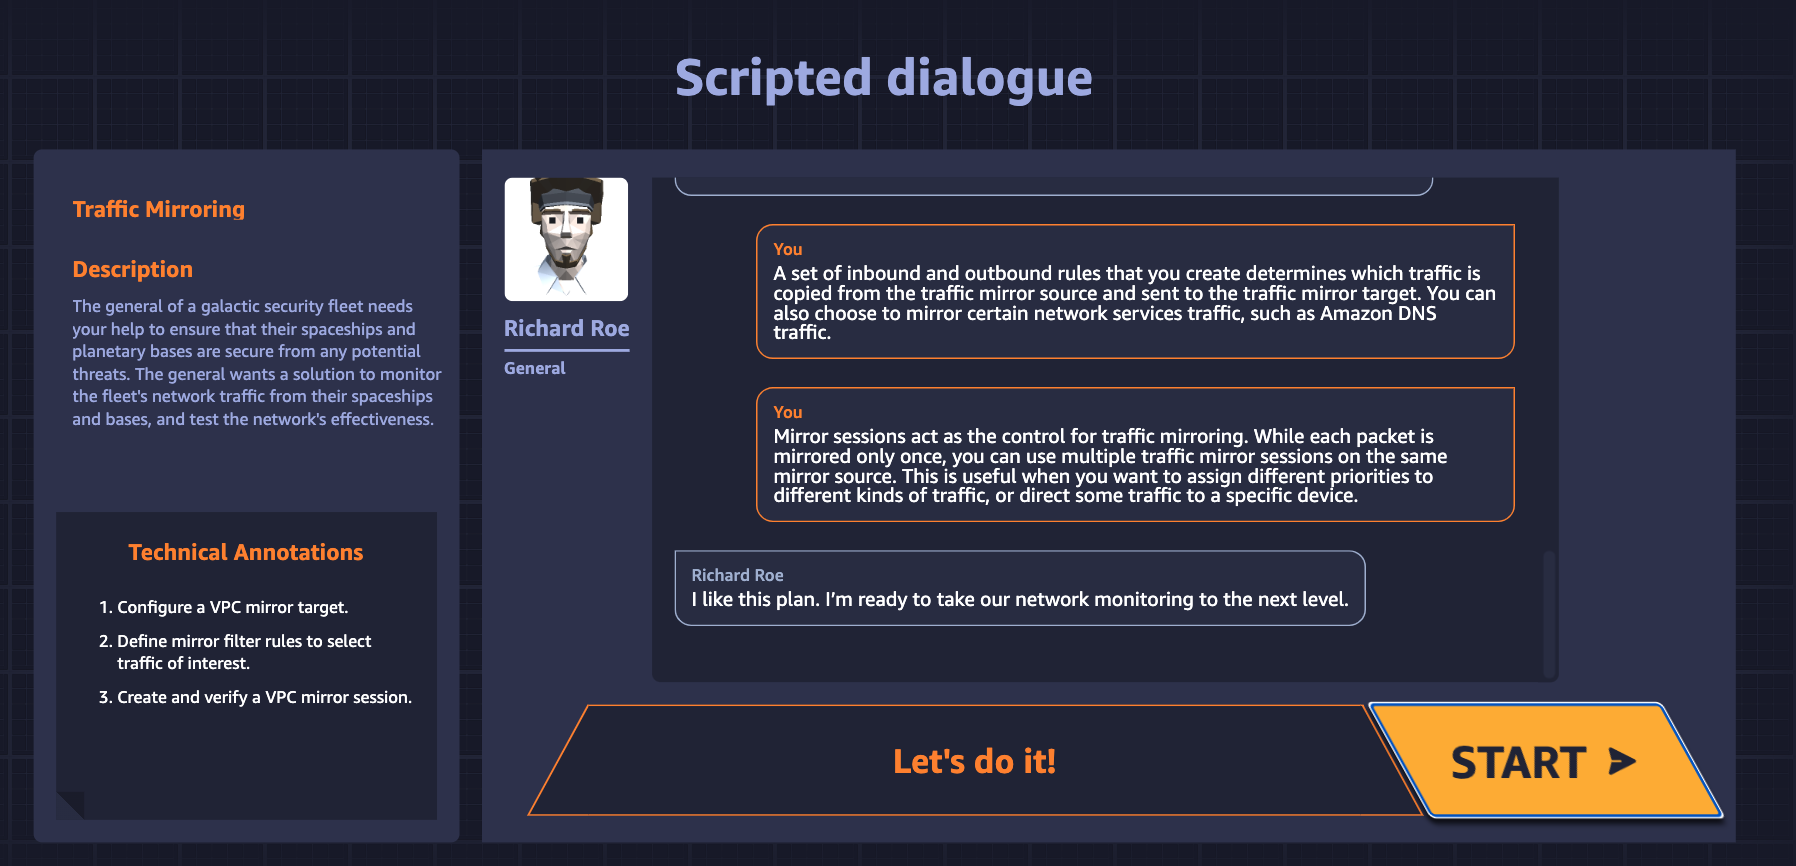 Scripted dialogue
Traffic Mirroring
Description
The general of a galactic security fleet needs
your help to ensure that their spaceships and
planetary bases are secure from any potential
threats. The general wants a solution to monitor
the fleet's network traffic from their spaceships
and bases, and test the network's effectiveness.
Technical Annotations
1. Configure a VPC mirror target.
2. Define mirror filter rules to select
traffic of interest.
3. Create and verify a VPC mirror session.
Richard Roe
General
You
A set of inbound and outbound rules that you create determines which traffic is
copied from the traffic mirror source and sent to the traffic mirror target. You can
also choose to mirror certain network services traffic, such as Amazon DNS
traffic.
You
Mirror sessions act as the control for traffic mirroring. While each packet is
mirrored only once, you can use multiple traffic mirror sessions on the same
mirror source. This is useful when you want to assign different priorities to
different kinds of traffic, or direct some traffic to a specific device.
Richard Roe
I like this plan. I’m ready to take our network monitoring to the next level.
Let's do it!
START